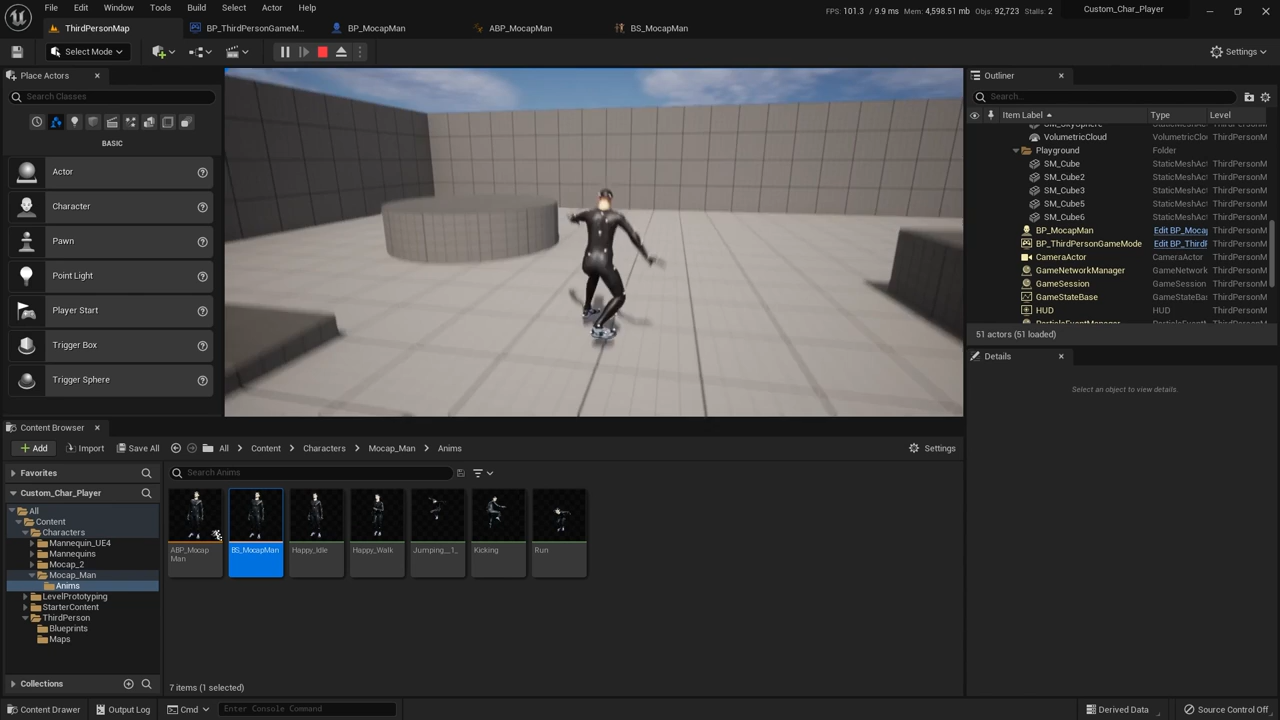 File Edit Window Tools Build Select Actor Help
FPS: 101.3 / 9.9 ms Mem: 4,598.51 mb Objs: 92,723 Stalls: 2
Custom_Char_Player
ThirdPersonMap
BP_ThirdPersonGameM...
BP_MocapMan
ABP_MocapMan
BS_MocapMan
Select Mode
Settings
Place Actors
Search Classes
BASIC
Actor
Character
Pawn
Point Light
Player Start
Trigger Box
Trigger Sphere
Outliner
Search...
Item Label Type Level
VolumetricCloud VolumetricCl ThirdPersonM
Playground Folder
SM_Cube StaticMeshAct ThirdPersonM
SM_Cube2 StaticMeshAct ThirdPersonM
SM_Cube3 StaticMeshAct ThirdPersonM
SM_Cube5 StaticMeshAct ThirdPersonM
SM_Cube6 StaticMeshAct ThirdPersonM
BP_MocapMan Edit BP_Mocap ThirdPersonM
BP_ThirdPersonGameMode Edit BP_ThirdP ThirdPersonM
CameraActor CameraActor ThirdPersonM
GameNetworkManager GameNetwork ThirdPersonM
GameSession GameSession ThirdPersonM
GameStateBase GameStateBas ThirdPersonM
HUD HUD ThirdPersonM
51 actors (51 loaded)
Details
Select an object to view details.
Content Browser
Add Import Save All All Content Characters Mocap_Man Anims
Settings
Favorites
Custom_Char_Player
All
Content
Characters
Mannequin_UE4
Mannequins
Mocap_2
Mocap_Man
Anims
LevelPrototyping
StarterContent
ThirdPerson
Blueprints
Maps
Collections
Search Anims
ABP_Mocap
Man
BS_MocapMan
Happy_Idle
Happy_Walk
Jumping__1_
Kicking
Run
7 items (1 selected)
Content Drawer Output Log Cmd Enter Console Command
Derived Data Source Control Off